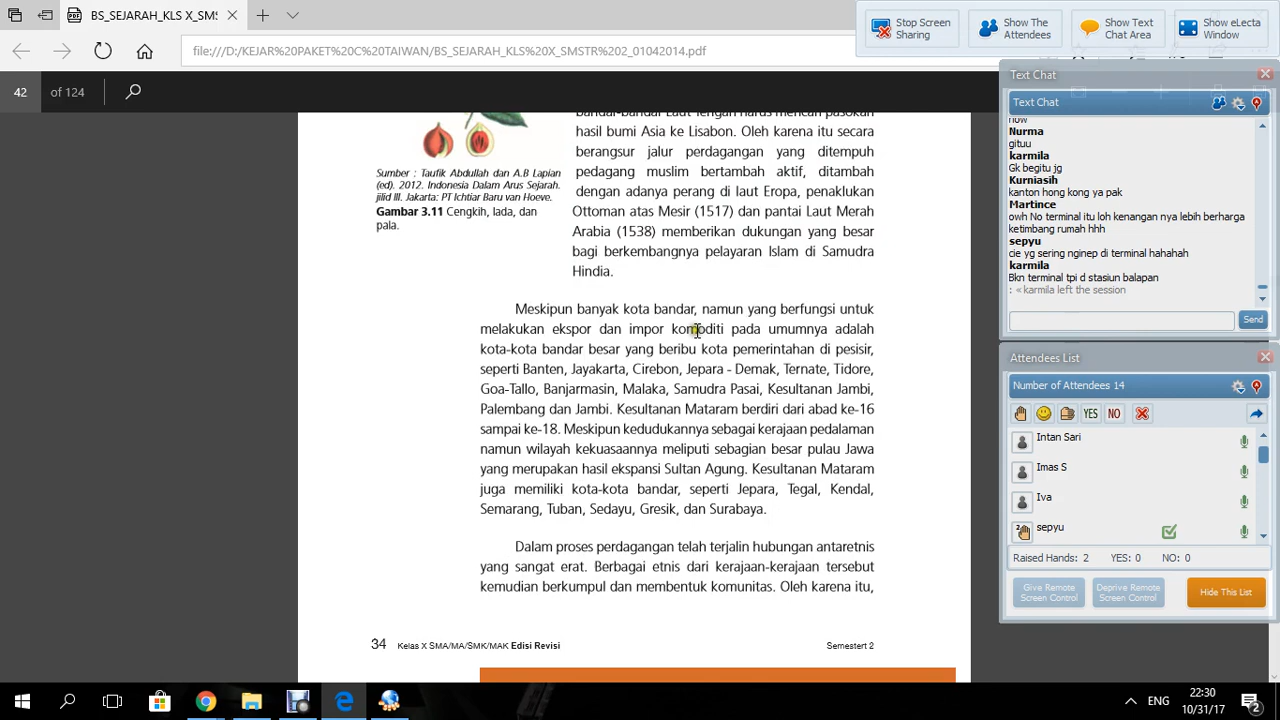 BS_SEJARAH_KLS X_SMS
file:///D:/KEJAR%20PAKET%20C%20TAIWAN/BS_SEJARAH_KLS%20X_SMSTR%202_01042014.pdf
Stop Screen
Sharing
Show The
Attendees
Show Text
Chat Area
Show eLecta
Window
42 of 124
bandar-bandar Laut Tengah harus mencari pasokan
hasil bumi Asia ke Lisabon. Oleh karena itu secara
berangsur jalur perdagangan yang ditempuh
pedagang muslim bertambah aktif, ditambah
dengan adanya perang di laut Eropa, penaklukan
Ottoman atas Mesir (1517) dan pantai Laut Merah
Arabia (1538) memberikan dukungan yang besar
bagi berkembangnya pelayaran Islam di Samudra
Hindia.
Sumber : Taufik Abdullah dan A.B Lapian
(ed). 2012. Indonesia Dalam Arus Sejarah.
jilid III. Jakarta: PT Ichtiar Baru van Hoeve.
Gambar 3.11 Cengkih, lada, dan
pala.
Meskipun banyak kota bandar, namun yang berfungsi untuk
melakukan ekspor dan impor komoditi pada umumnya adalah
kota-kota bandar besar yang beribu kota pemerintahan di pesisir,
seperti Banten, Jayakarta, Cirebon, Jepara - Demak, Ternate, Tidore,
Goa-Tallo, Banjarmasin, Malaka, Samudra Pasai, Kesultanan Jambi,
Palembang dan Jambi. Kesultanan Mataram berdiri dari abad ke-16
sampai ke-18. Meskipun kedudukannya sebagai kerajaan pedalaman
namun wilayah kekuasaannya meliputi sebagian besar pulau Jawa
yang merupakan hasil ekspansi Sultan Agung. Kesultanan Mataram
juga memiliki kota-kota bandar, seperti Jepara, Tegal, Kendal,
Semarang, Tuban, Sedayu, Gresik, dan Surabaya.
Dalam proses perdagangan telah terjalin hubungan antaretnis
yang sangat erat. Berbagai etnis dari kerajaan-kerajaan tersebut
kemudian berkumpul dan membentuk komunitas. Oleh karena itu,
34 Kelas X SMA/MA/SMK/MAK Edisi Revisi
Semestert 2
Text Chat
Text Chat
now
Nurma
gituu
karmila
Gk begitu jg
Kurniasih
kanton hong kong ya pak
Martince
owh No terminal itu loh kenangan nya lebih berharga
ketimbang rumah hhh
sepyu
cie yg sering nginep di terminal hahahah
karmila
Bkn terminal tpi d stasiun balapan
: « karmila left the session
Send
Attendees List
Number of Attendees 14
YES NO
Intan Sari
Imas S
Iva
2 sepyu
Raised Hands: 2 YES: 0 NO: 0
Give Remote
Screen Control
Deprive Remote
Screen Control
Hide This List
ENG
22:30
10/31/17
2